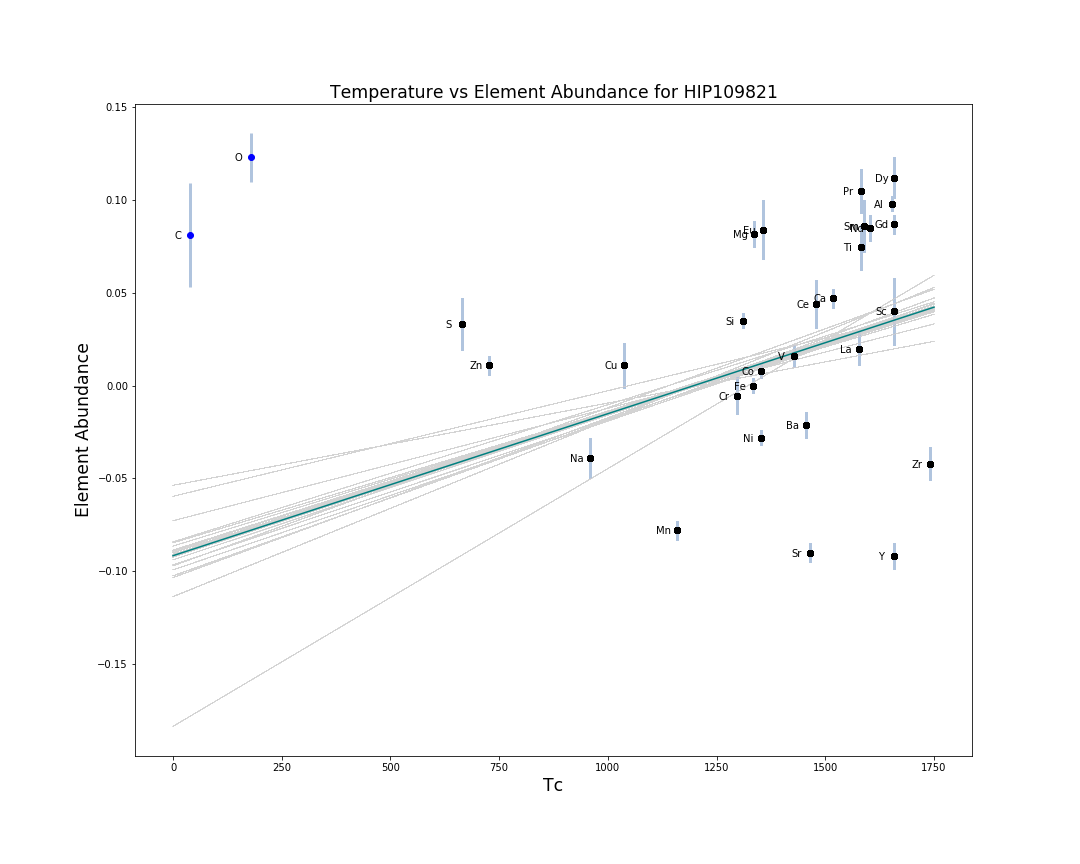 Temperature vs Element Abundance for HIP109821
0.15
O
Dy
Pr
0.10
Al
Gd
Sm
Nd
C
Eu
Mg
Ti
0.05
Ca
Ce
Sc
S
Si
La
V
Zn
Cu
Co
0.00
Fe
Cr
Ba
Ni
Na
Zr
−0.05
Mn
Sr
Y
−0.10
−0.15
0 250 500 750 1000 1250 1500 1750
Tc
Element Abundance